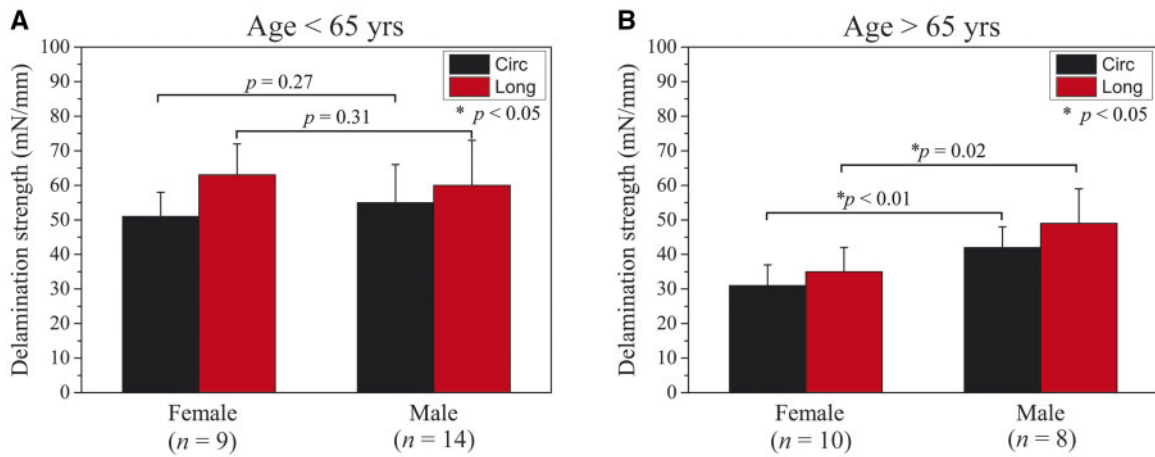 A
Age < 65 yrs
Delamination strength (mN/mm)
100
90
80
70
60
50
40
30
20
10
0
Circ
Long
* p < 0.05
p = 0.27
p = 0.31
Female
(n = 9)
Male
(n = 14)
B
Age > 65 yrs
Delamination strength (mN/mm)
100
90
80
70
60
50
40
30
20
10
0
Circ
Long
* p < 0.05
*p = 0.02
*p < 0.01
Female
(n = 10)
Male
(n = 8)